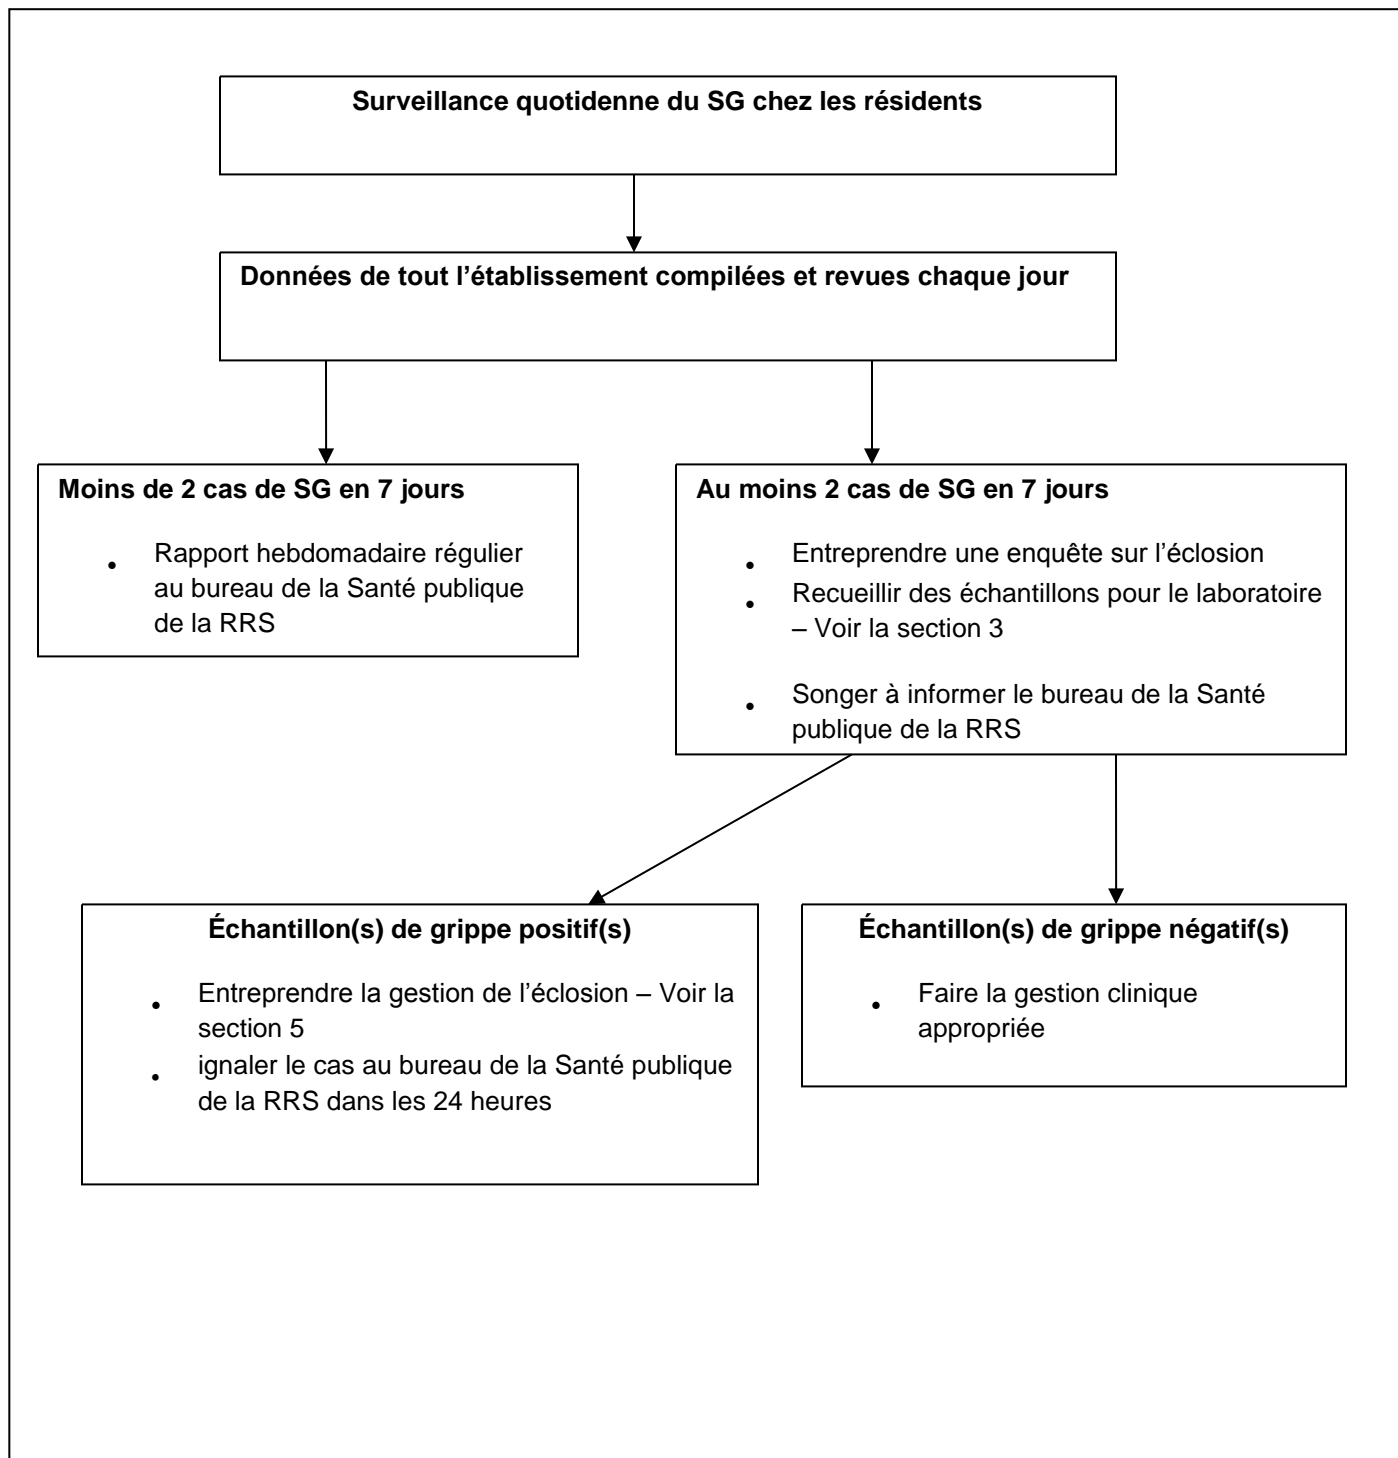 Surveillance quotidenne du SG chez les résidents
Données de tout l’établissement compilées et revues chaque jour
Moins de 2 cas de SG en 7 jours
• Rapport hebdomadaire régulier
au bureau de la Santé publique
de la RRS
Au moins 2 cas de SG en 7 jours
• Entreprendre une enquête sur l’éclosion
• Recueillir des échantillons pour le laboratoire
– Voir la section 3
• Songer à informer le bureau de la Santé
publique de la RRS
Échantillon(s) de grippe positif(s)
• Entreprendre la gestion de l’éclosion – Voir la
section 5
• ignaler le cas au bureau de la Santé publique
de la RRS dans les 24 heures
Échantillon(s) de grippe négatif(s)
• Faire la gestion clinique
appropriée